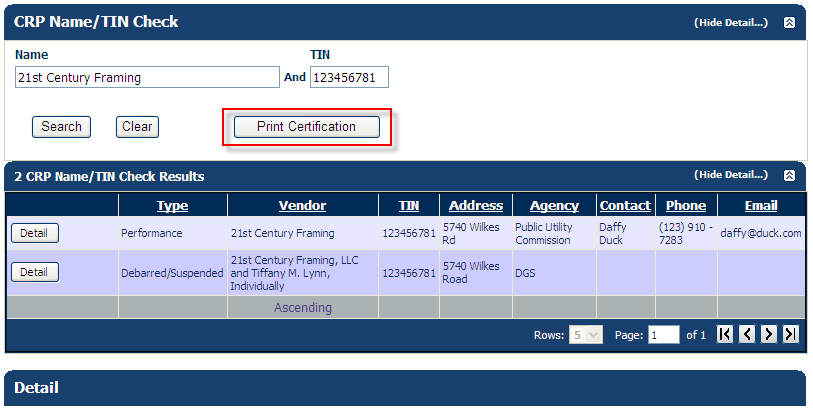 CRP Name/TIN Check (Hide Detail...)
Name TIN
21st Century Framing And 123456781
Search Clear Print Certification
2 CRP Name/TIN Check Results (Hide Detail...)
Type Vendor TIN Address Agency Contact Phone Email
Detail Performance 21st Century Framing 123456781 5740 Wilkes Rd Public Utility Commission Daffy Duck (123) 910 - 7283 daffy@duck.com
Detail Debarred/Suspended 21st Century Framing, LLC and Tiffany M. Lynn, Individually 123456781 5740 Wilkes Road DGS
Ascending
Rows: 5 Page: 1 of 1
Detail